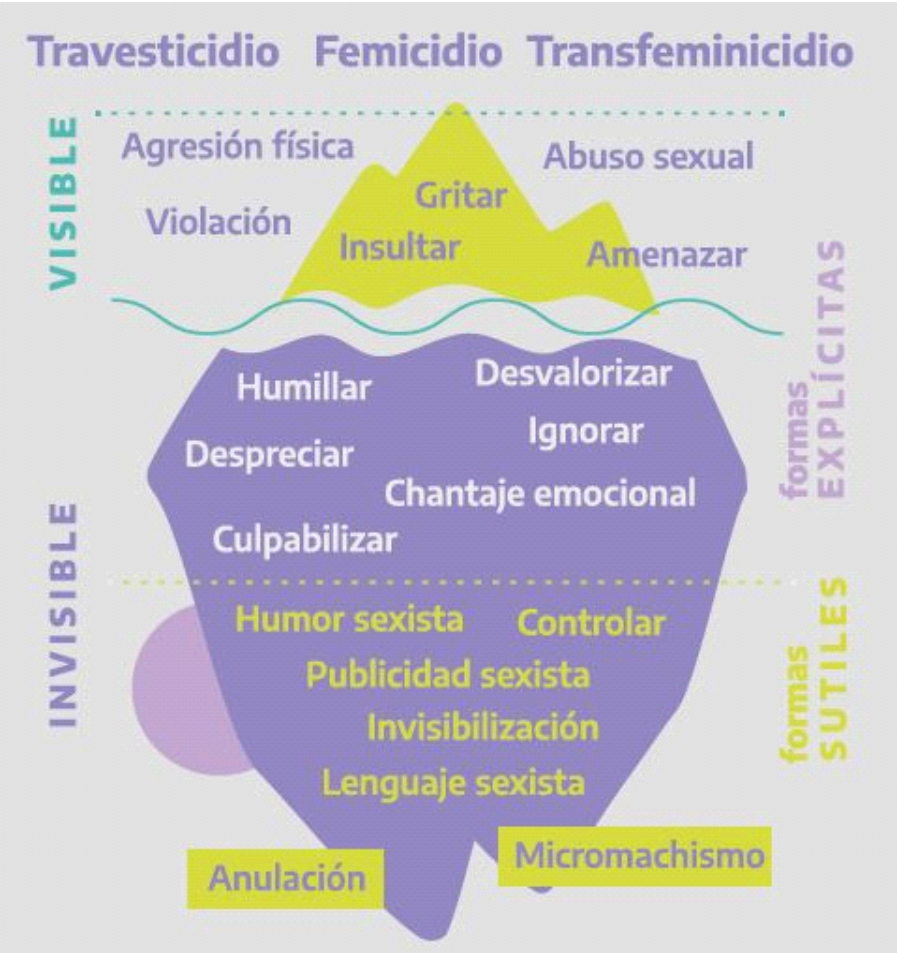 Travesticidio Femicidio Transfeminicidio
VISIBLE
Agresión física
Abuso sexual
Gritar
Violación
Insultar
Amenazar
formas
EXPLÍCITAS
Humillar
Desvalorizar
Ignorar
Despreciar
Chantaje emocional
Culpabilizar
INVISIBLE
Humor sexista
Controlar
Publicidad sexista
Invisibilización
Lenguaje sexista
formas
SUTILES
Anulación
Micromachismo